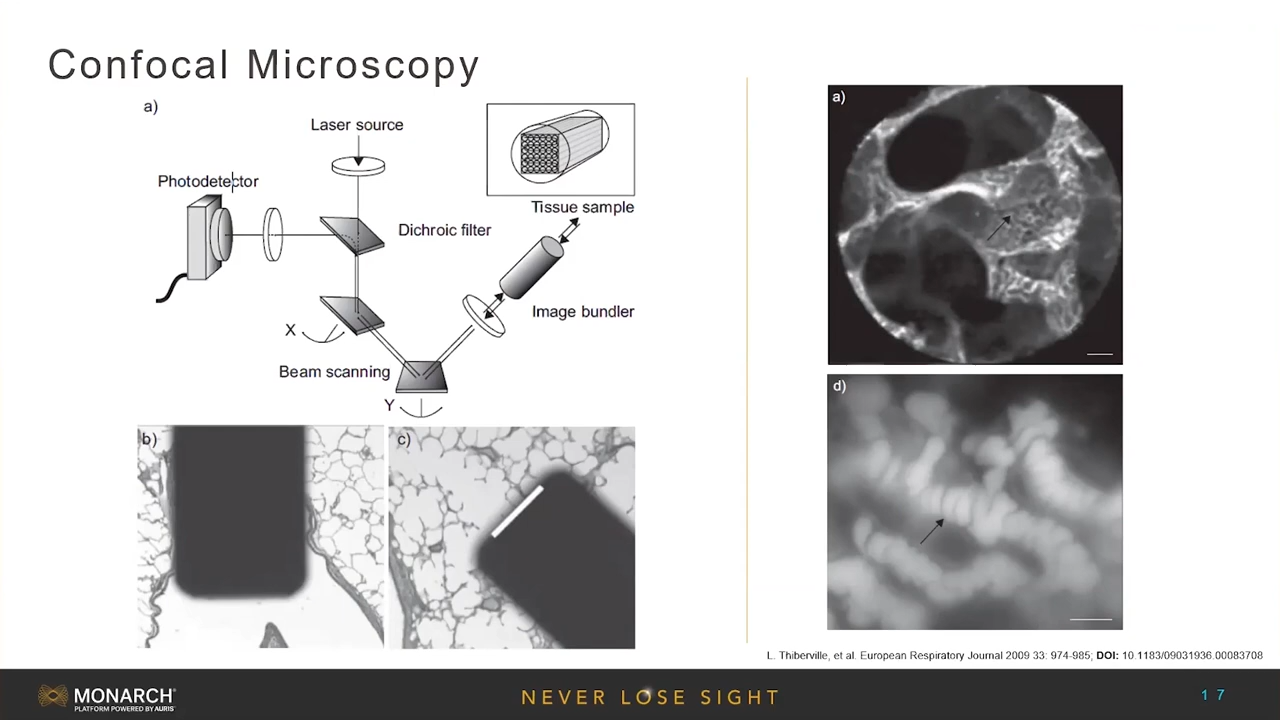 Confocal Microscopy
a)
Laser source
Photodetector
Tissue sample
Dichroic filter
X
Image bundler
Beam scanning
Y
b)
c)
a)
d)
L. Thiberville, et al. European Respiratory Journal 2009 33: 974-985; DOI: 10.1183/09031936.00083708
MONARCH
PLATFORM POWERED BY AURIS
NEVER LOSE SIGHT
17